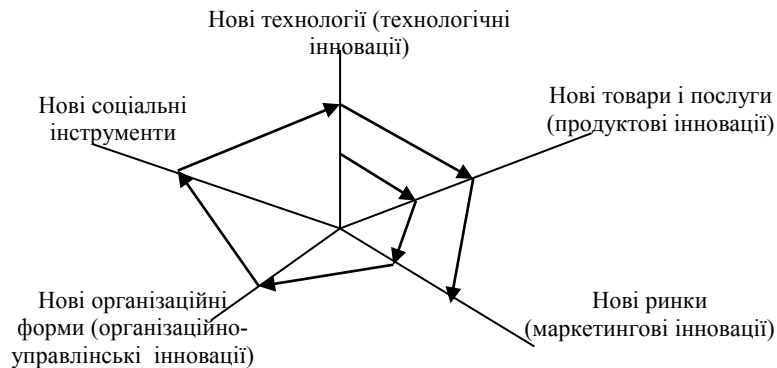 Нові технології (технологічні
інновації)
Нові соціальні
інструменти
Нові товари і послуги
(продуктові інновації)
Нові організаційні
форми (організаційно-
управлінські інновації)
Нові ринки
(маркетингові інновації)